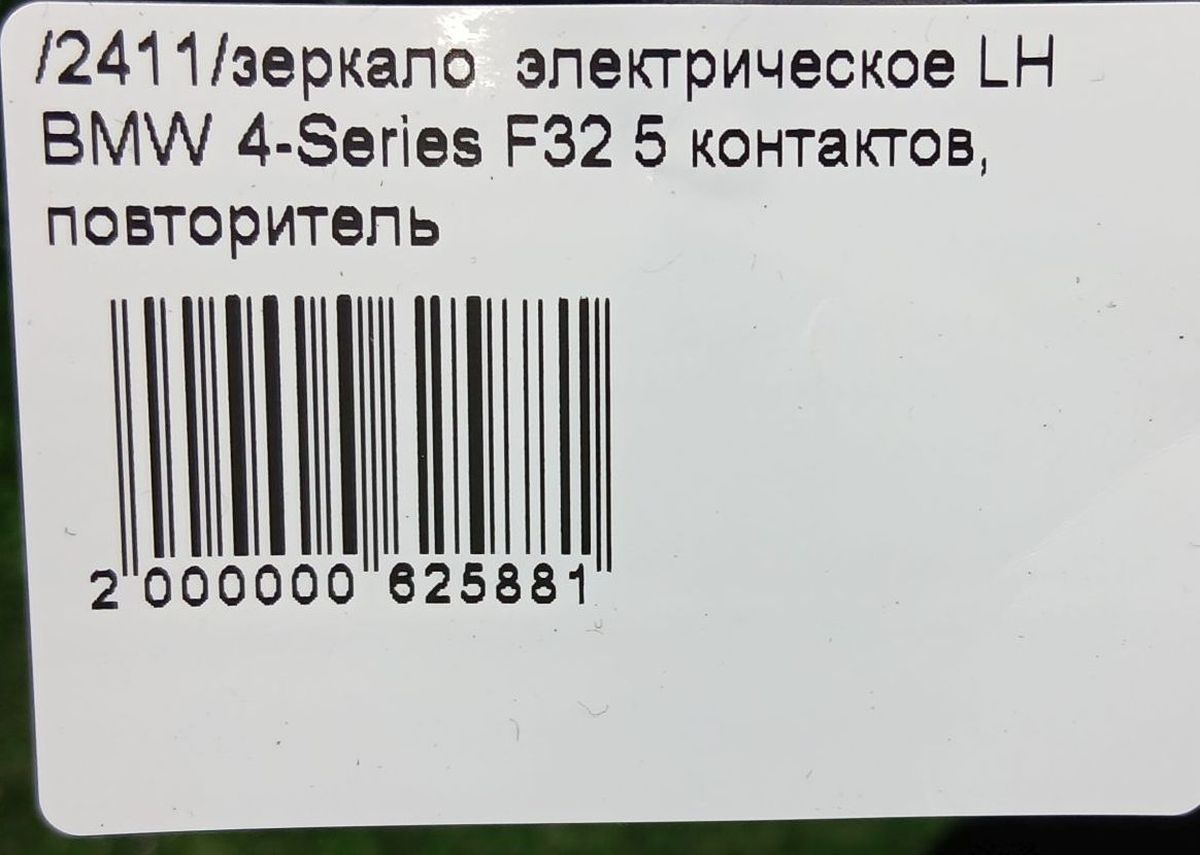 /2411/зеркало электрическое LH
BMW 4-Series F32 5 контактов,
повторитель
2 000000 625881